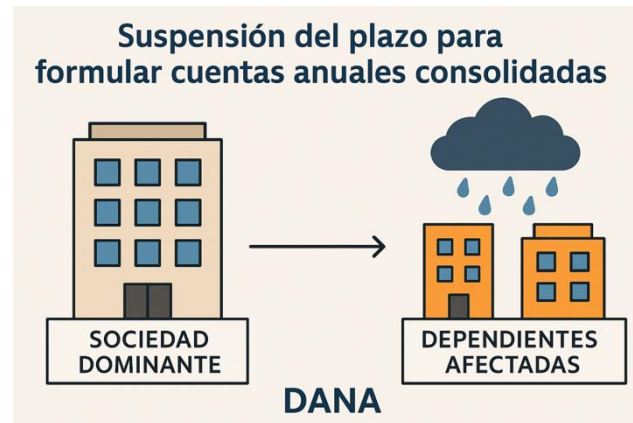 Suspensión del plazo para
formular cuentas anuales consolidadas
SOCIEDAD
DOMINANTE
DEPENDIENTES
AFECTADAS
DANA